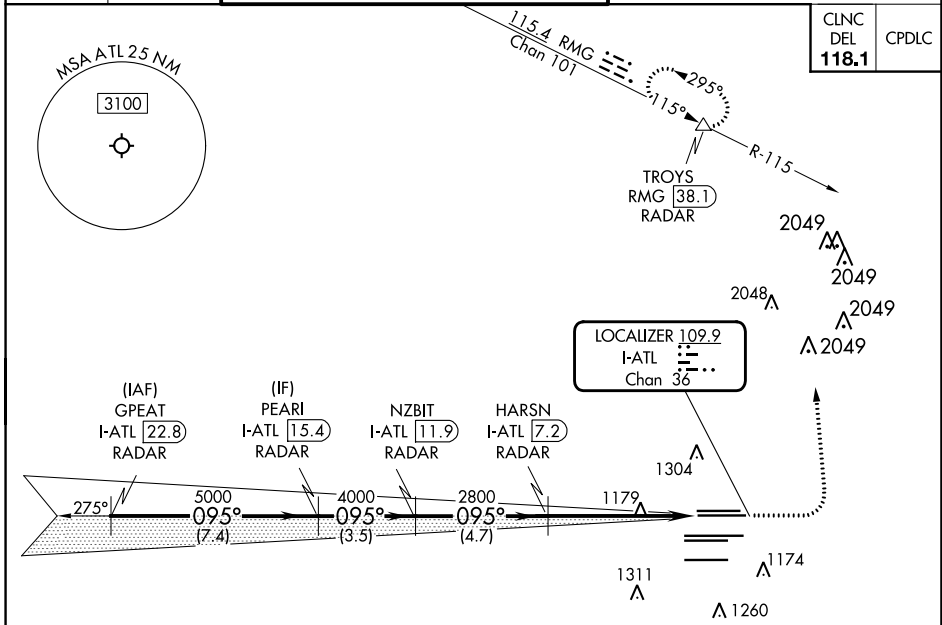 CLNC
DEL
118.1
CPDLC
MSA ATL 25 NM
3100
115.4 RMG
Chan 101
295°
115°
R-115
TROYS
RMG 38.1
RADAR
2049
2049
2048
2049
2049
LOCALIZER 109.9
I-ATL
Chan 36
(IAF)
GPEAT
I-ATL 22.8
RADAR
(IF)
PEARI
I-ATL 15.4
RADAR
NZBIT
I-ATL 11.9
RADAR
HARSN
I-ATL 7.2
RADAR
1304
1179
275°
5000
095°
(7.4)
4000
095°
(3.5)
2800
095°
(4.7)
1174
1311
1260